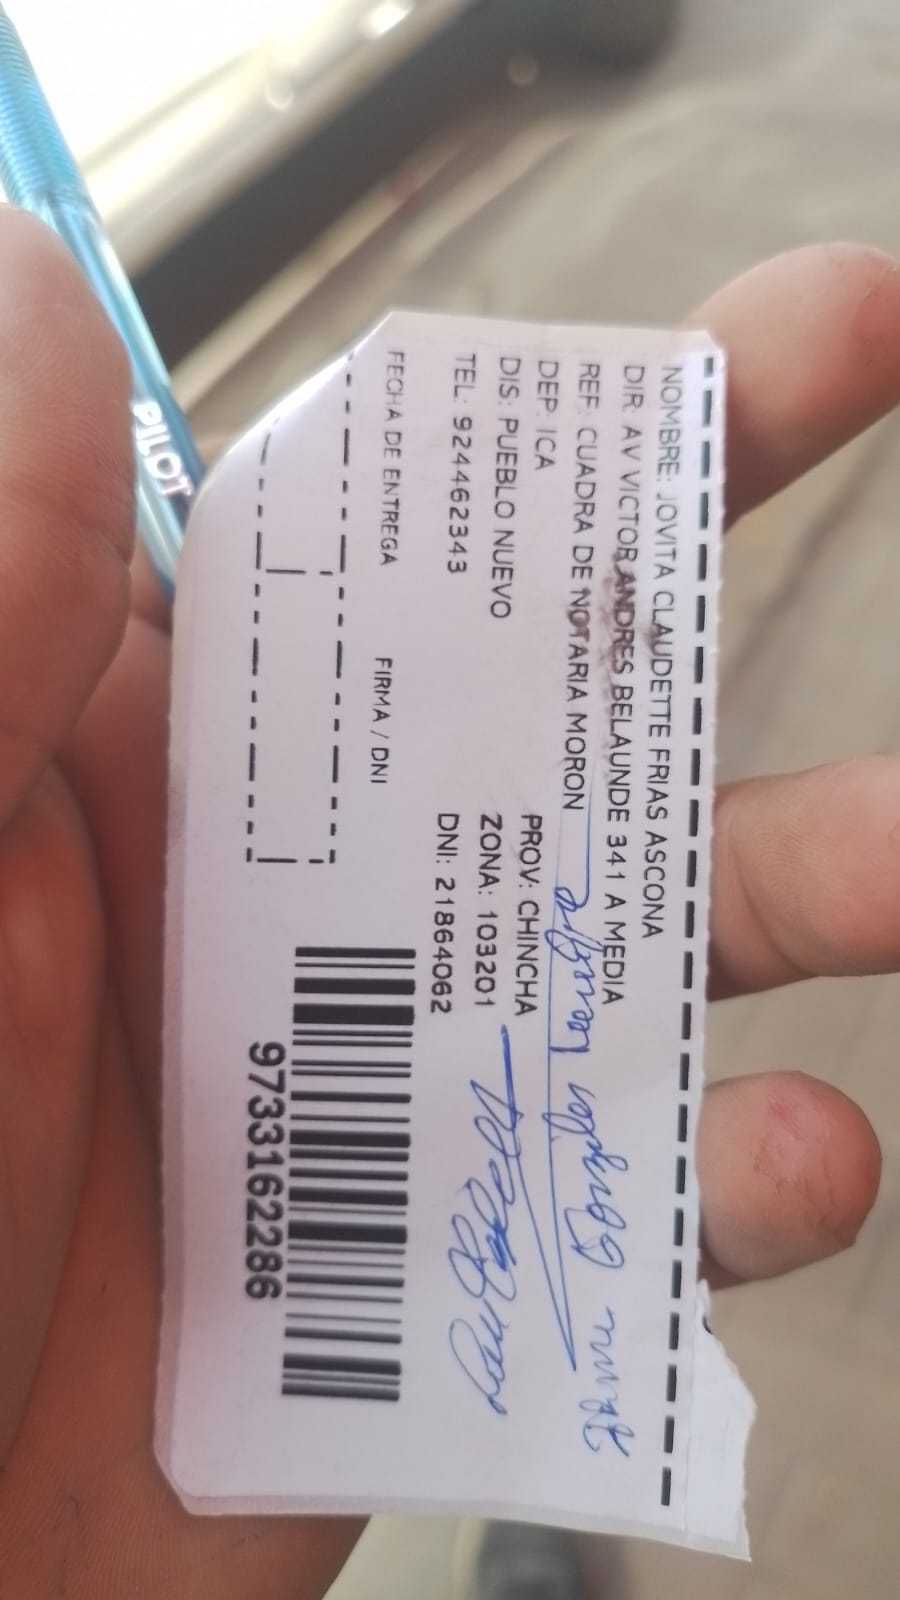 NOMBRE: JOVITA CLAUDETTE FRIAS ASCONA
DIR: AV VICTOR ANDRES BELAUNDE 341 A MEDIA
REF: CUADRA DE NOTARIA MORON
DEP: ICA PROV: CHINCHA
DIS: PUEBLO NUEVO ZONA: 103201
TEL: 924462343 DNI: 21864062
FECHA DE ENTREGA FIRMA / DNI
9733162286
PILOT